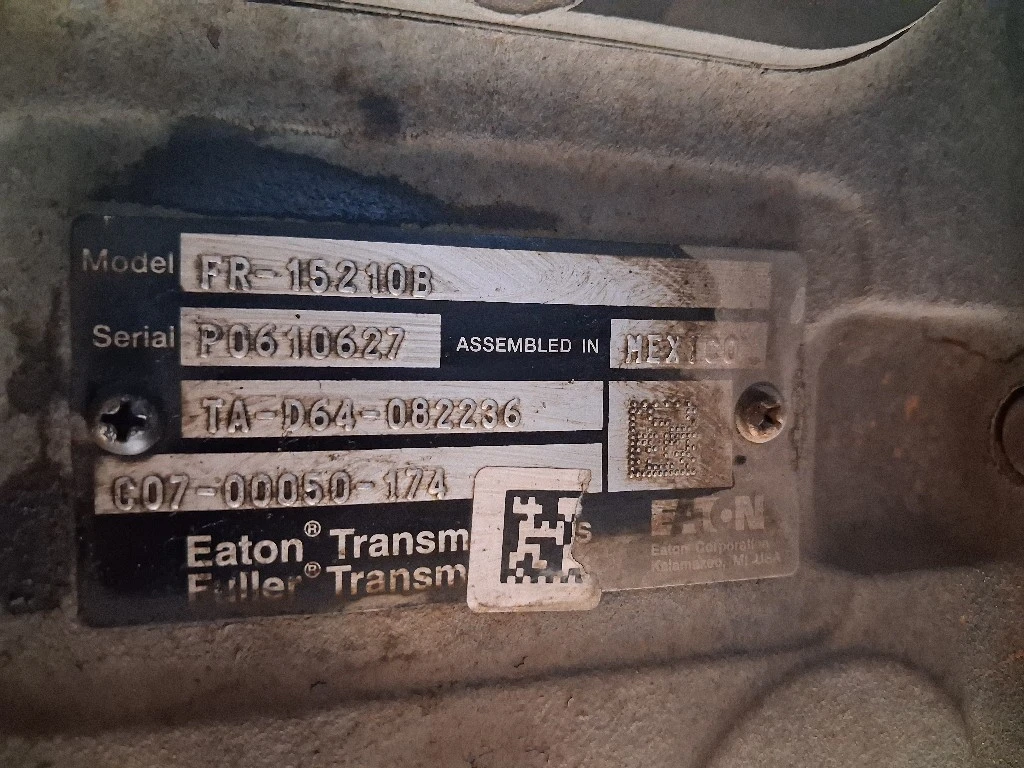 Model FR-15210B
Serial P0610627 ASSEMBLED IN MEXICO
TA-D64-082236
C07-00050-174
Eaton® Transm s
Fuller® Transm
EATON
Eaton Corporation
Kalamazoo, MI USA